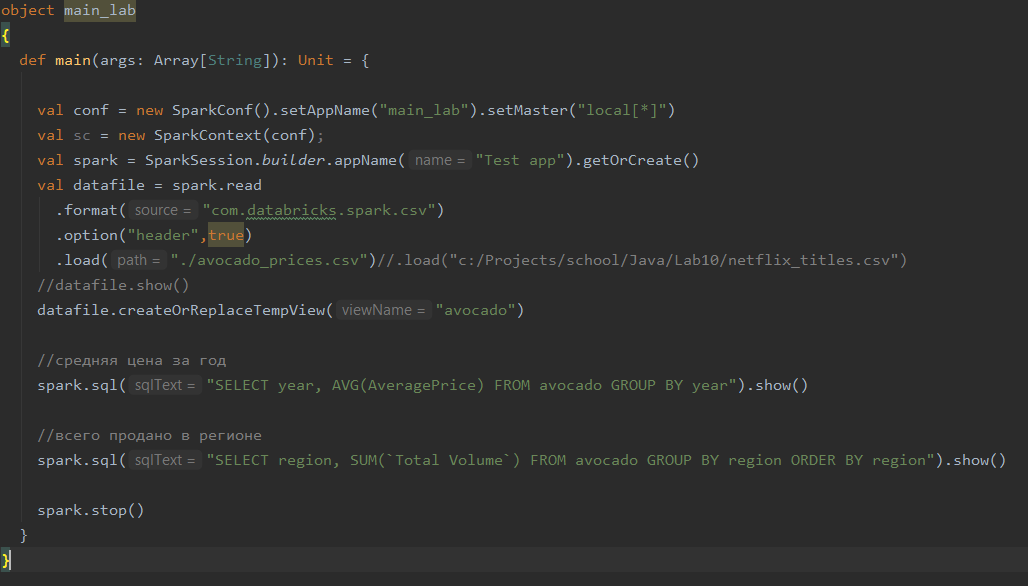 object main_lab
{
def main(args: Array[String]): Unit = {
val conf = new SparkConf().setAppName("main_lab").setMaster("local[*]")
val sc = new SparkContext(conf);
val spark = SparkSession.builder.appName( name = "Test app").getOrCreate()
val datafile = spark.read
.format( source = "com.databricks.spark.csv")
.option("header",true)
.load( path = "./avocado_prices.csv")//.load("c:/Projects/school/Java/Lab10/netflix_titles.csv")
//datafile.show()
datafile.createOrReplaceTempView( viewName = "avocado")
//средняя цена за год
spark.sql( sqlText = "SELECT year, AVG(AveragePrice) FROM avocado GROUP BY year").show()
//всего продано в регионе
spark.sql( sqlText = "SELECT region, SUM(`Total Volume`) FROM avocado GROUP BY region ORDER BY region").show()
spark.stop()
}
}